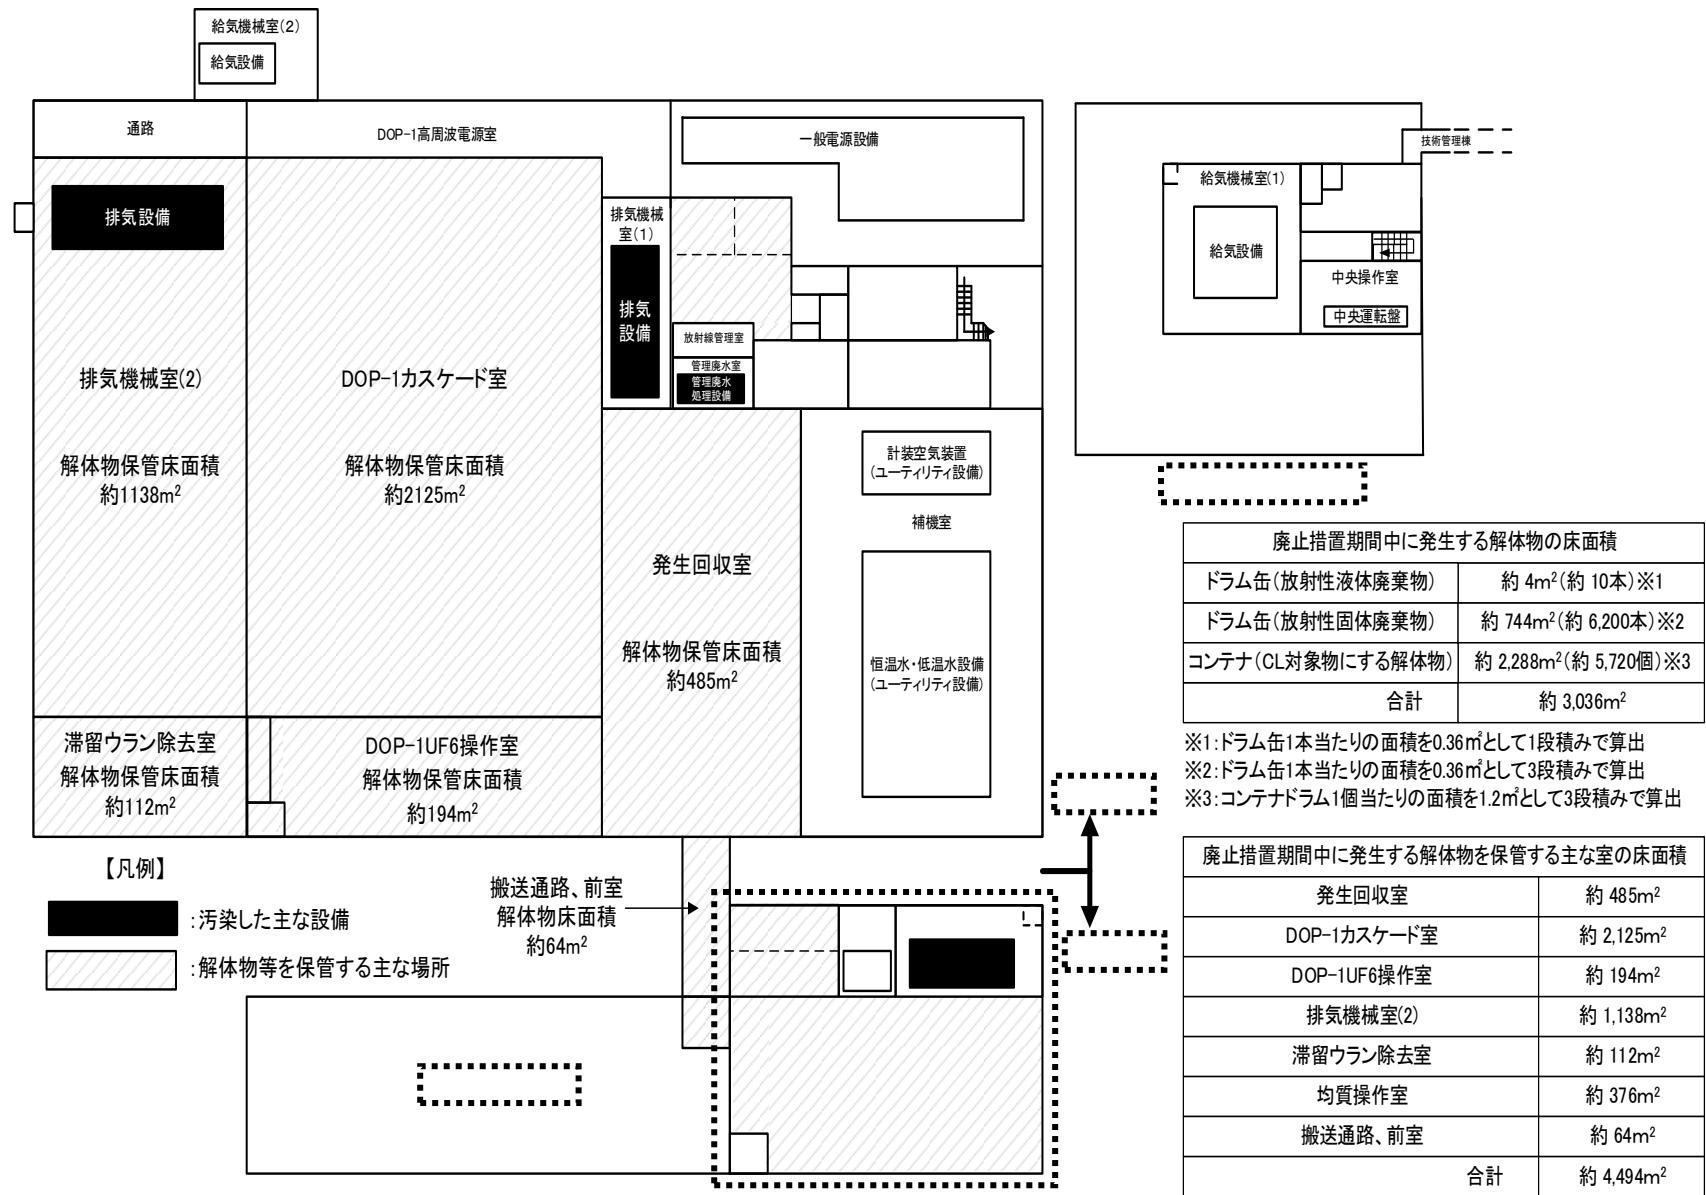 給気機械室(2)
給気設備
通路
DOP-1高周波電源室
一般電源設備
排気設備
排気機械
室(1)
排気
設備
放射線管理室
管理廃水室
管理廃水
処理設備
排気機械室(2)
解体物保管床面積
約1138m²
DOP-1カスケード室
解体物保管床面積
約2125m²
発生回収室
解体物保管床面積
約485m²
計装空気装置
(ユーティリティ設備)
補機室
恒温水・低温水設備
(ユーティリティ設備)
滞留ウラン除去室
解体物保管床面積
約112m²
DOP-1UF6操作室
解体物保管床面積
約194m²
技術管理棟
給気機械室(1)
給気設備
中央操作室
中央運転盤
廃止措置期間中に発生する解体物の床面積
ドラム缶(放射性液体廃棄物) 約 4m²(約 10本)※1
ドラム缶(放射性固体廃棄物) 約 744m²(約 6,200本)※2
コンテナ(CL対象物にする解体物) 約 2,288m²(約 5,720個)※3
合計 約 3,036m²
※1:ドラム缶1本当たりの面積を0.36㎡として1段積みで算出
※2:ドラム缶1本当たりの面積を0.36㎡として3段積みで算出
※3:コンテナドラム1個当たりの面積を1.2㎡として3段積みで算出
【凡例】
:汚染した主な設備
:解体物等を保管する主な場所
搬送通路、前室
解体物床面積
約64m²
廃止措置期間中に発生する解体物を保管する主な室の床面積
発生回収室 約 485m²
DOP-1カスケード室 約 2,125m²
DOP-1UF6操作室 約 194m²
排気機械室(2) 約 1,138m²
滞留ウラン除去室 約 112m²
均質操作室 約 376m²
搬送通路、前室 約 64m²
合計 約 4,494m²